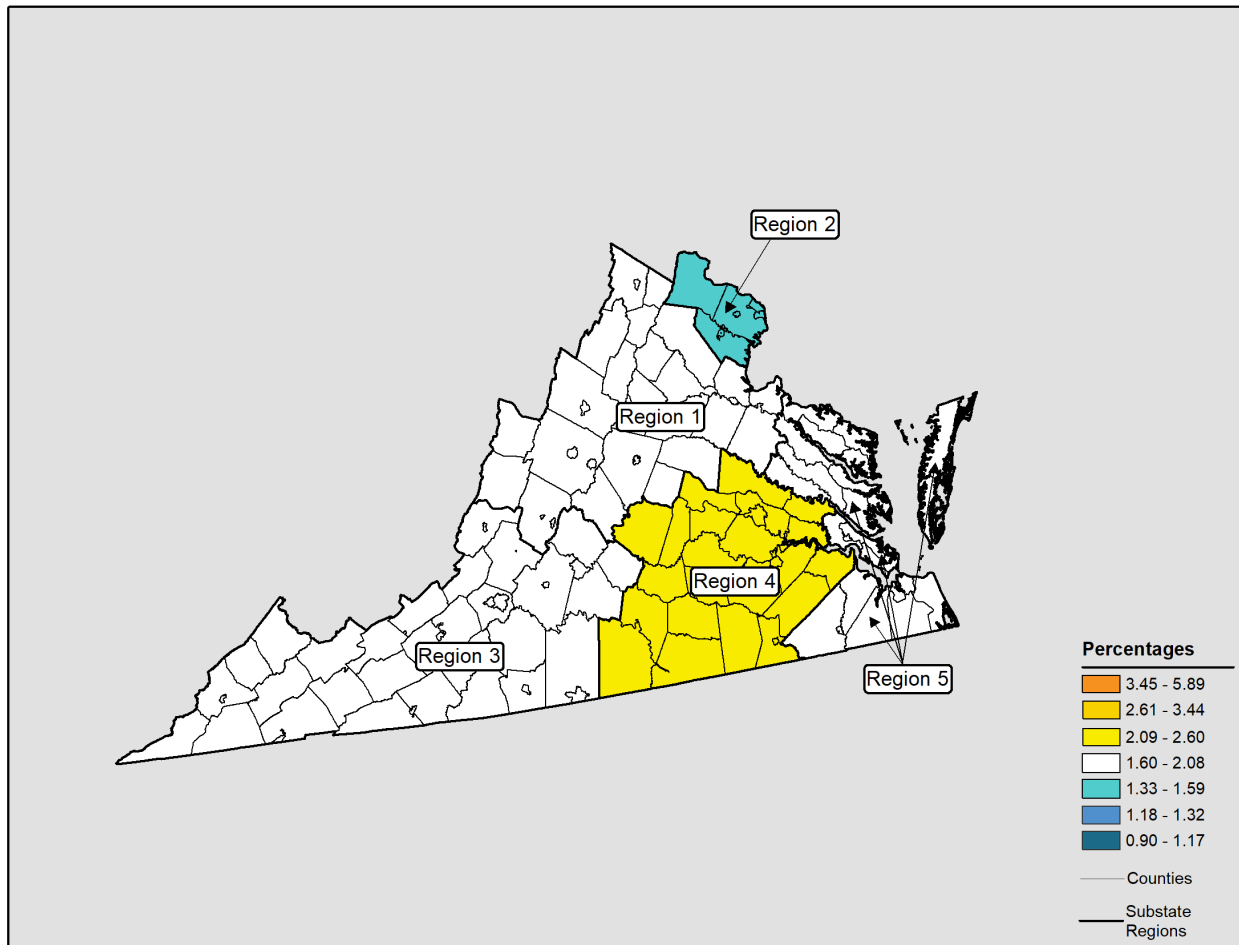 Region 2
Region 1
Region 4
Region 3
Region 5
Percentages
3.45 - 5.89
2.61 - 3.44
2.09 - 2.60
1.60 - 2.08
1.33 - 1.59
1.18 - 1.32
0.90 - 1.17
Counties
Substate
Regions